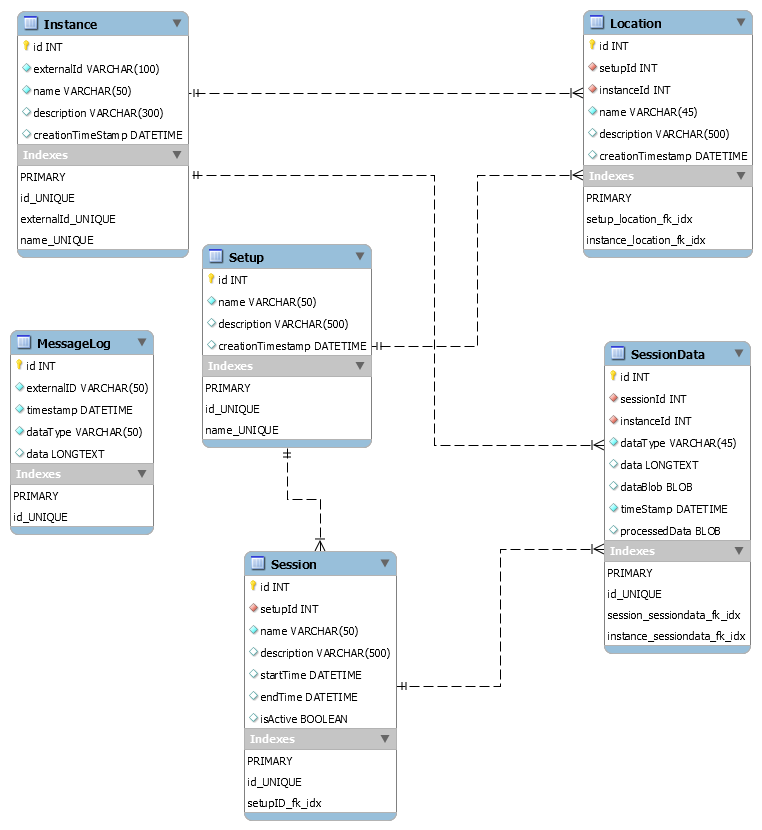 Instance
id INT
externalId VARCHAR(100)
name VARCHAR(50)
description VARCHAR(300)
creationTimeStamp DATETIME
Indexes
PRIMARY
id_UNIQUE
externalId_UNIQUE
name_UNIQUE
Location
id INT
setupId INT
instanceId INT
name VARCHAR(45)
description VARCHAR(500)
creationTimestamp DATETIME
Indexes
PRIMARY
setup_location_fk_idx
instance_location_fk_idx
Setup
id INT
name VARCHAR(50)
description VARCHAR(500)
creationTimestamp DATETIME
Indexes
PRIMARY
id_UNIQUE
name_UNIQUE
MessageLog
id INT
externalID VARCHAR(50)
timestamp DATETIME
dataType VARCHAR(50)
data LONGTEXT
Indexes
PRIMARY
id_UNIQUE
SessionData
id INT
sessionId INT
instanceId INT
dataType VARCHAR(45)
data LONGTEXT
dataBlob BLOB
timeStamp DATETIME
processedData BLOB
Indexes
PRIMARY
id_UNIQUE
session_sessiondata_fk_idx
instance_sessiondata_fk_idx
Session
id INT
setupId INT
name VARCHAR(50)
description VARCHAR(500)
startTime DATETIME
endTime DATETIME
isActive BOOLEAN
Indexes
PRIMARY
id_UNIQUE
setupID_fk_idx